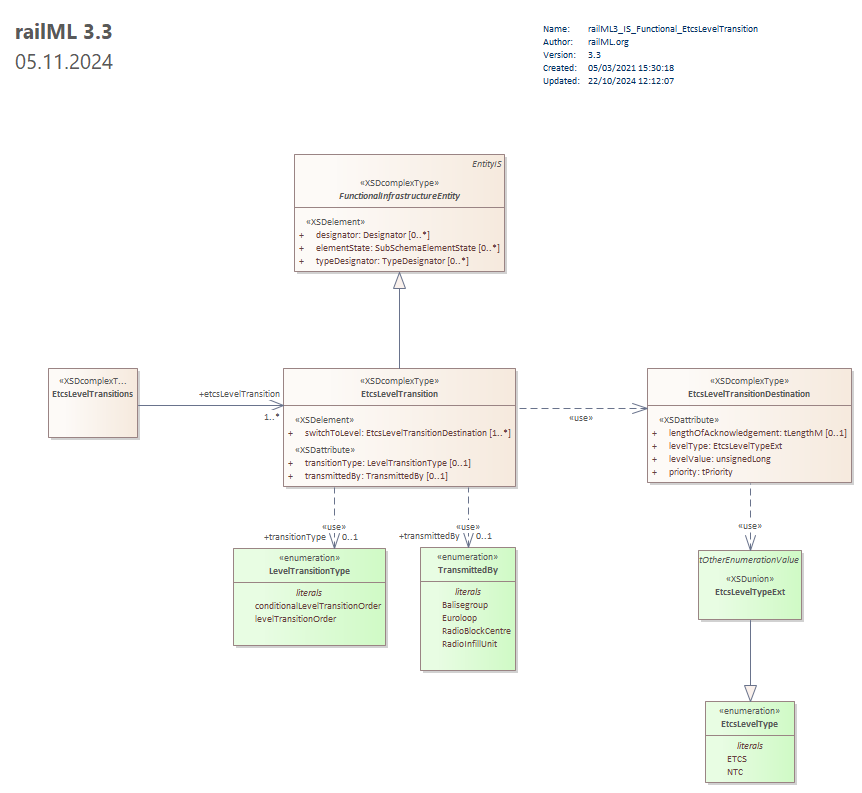 railML 3.3
05.11.2024
Name: railML3_IS_Functional_EtcsLevelTransition
Author: railML.org
Version: 3.3
Created: 05/03/2021 15:30:18
Updated: 22/10/2024 12:12:07
EntityIS
«XSDcomplexType»
FunctionalInfrastructureEntity
«XSDelement»
+ designator: Designator [0..*]
+ elementState: SubSchemaElementState [0..*]
+ typeDesignator: TypeDesignator [0..*]
«XSDcomplexT...
EtcsLevelTransitions
+etcsLevelTransition
1..*
«XSDcomplexType»
EtcsLevelTransition
«XSDelement»
+ switchToLevel: EtcsLevelTransitionDestination [1..*]
«XSDattribute»
+ transitionType: LevelTransitionType [0..1]
+ transmittedBy: TransmittedBy [0..1]
«use»
«XSDcomplexType»
EtcsLevelTransitionDestination
«XSDattribute»
+ lengthOfAcknowledgement: tLengthM [0..1]
+ levelType: EtcsLevelTypeExt
+ levelValue: unsignedLong
+ priority: tPriority
«use»
+transitionType 0..1
«use»
+transmittedBy 0..1
«use»
«enumeration»
LevelTransitionType
literals
conditionalLevelTransitionOrder
levelTransitionOrder
«enumeration»
TransmittedBy
literals
Balisegroup
Euroloop
RadioBlockCentre
RadioInfillUnit
tOtherEnumerationValue
«XSDunion»
EtcsLevelTypeExt
«enumeration»
EtcsLevelType
literals
ETCS
NTC